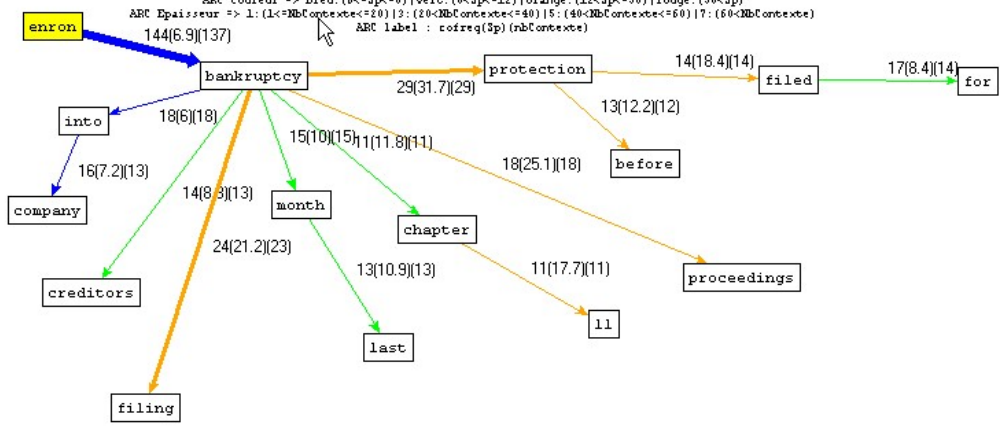 ARC Epaisseur => 1:(1<=NbContexte<=20)|3:(20<NbContexte<=40)|5:(40<NbContexte<=60)|7:(60<NbContexte)
ARC label : cofreq(Sp)(nbContexte)
enron
144(6.9)(137)
bankruptcy
29(31.7)(29)
protection
14(18.4)(14)
filed
17(8.4)(14)
for
13(12.2)(12)
before
into
18(6)(18)
15(10)(15)
11(11.8)(11)
18(25.1)(18)
16(7.2)(13)
company
14(8.3)(13)
month
chapter
24(21.2)(23)
13(10.9)(13)
11(17.7)(11)
proceedings
creditors
11
last
filing